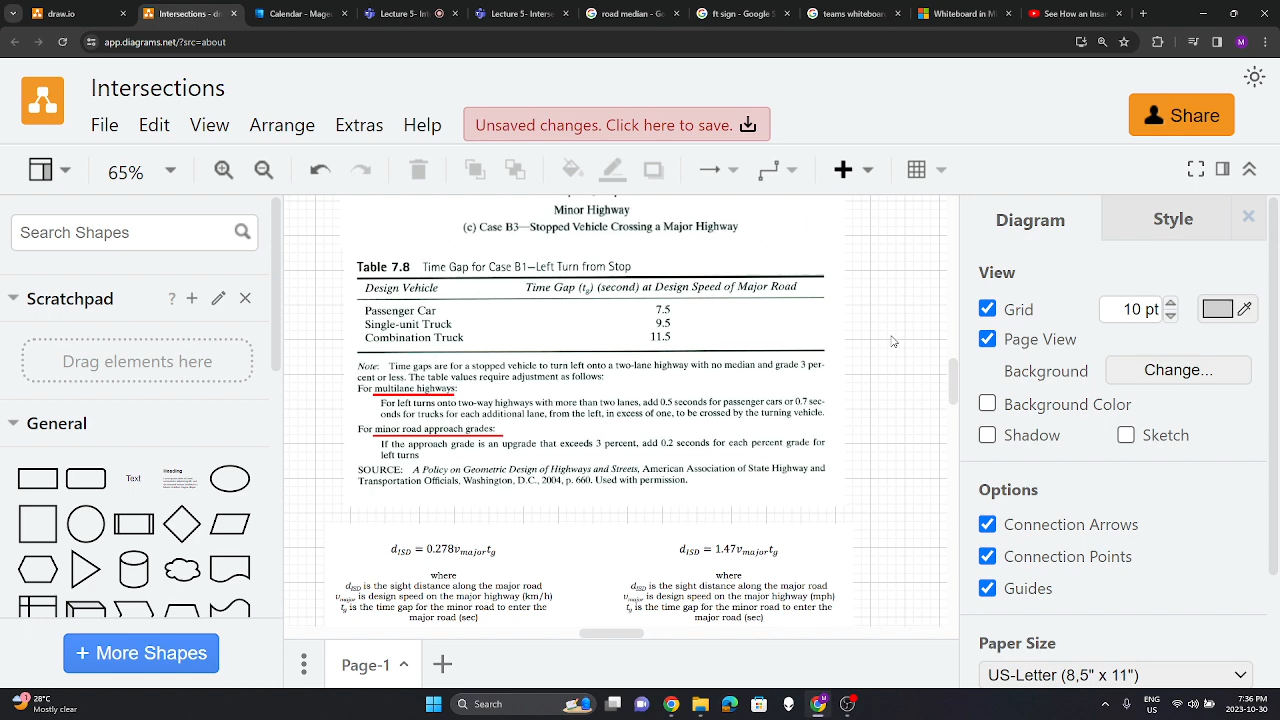 draw.io
Intersections - dr
Calendar - Mage
Lecture 5- Int
Lecture 5- Interse
road median - G
ft sign - Google S
teams whiteboard
Whiteboard in Mi
See How an Insa
app.diagrams.net/?src=about
M
Intersections
File Edit View Arrange Extras Help
Unsaved changes. Click here to save.
Share
65%
Search Shapes
Scratchpad
?
Drag elements here
General
Text
Heading
+ More Shapes
Minor Highway
(c) Case B3—Stopped Vehicle Crossing a Major Highway
Table 7.8 Time Gap for Case B1—Left Turn from Stop
Design Vehicle Time Gap (tg) (second) at Design Speed of Major Road
Passenger Car 7.5
Single-unit Truck 9.5
Combination Truck 11.5
Note: Time gaps are for a stopped vehicle to turn left onto a two-lane highway with no median and grade 3 per-
cent or less. The table values require adjustment as follows:
For multilane highways:
For left turns onto two-way highways with more than two lanes, add 0.5 seconds for passenger cars or 0.7 sec-
onds for trucks for each additional lane, from the left, in excess of one, to be crossed by the turning vehicle.
For minor road approach grades:
If the approach grade is an upgrade that exceeds 3 percent, add 0.2 seconds for each percent grade for
left turns
SOURCE: A Policy on Geometric Design of Highways and Streets, American Association of State Highway and
Transportation Officials, Washington, D.C., 2004, p. 660. Used with permission.
dISD = 0.278vmajortg
where
dISD is the sight distance along the major road
vmajor is design speed on the major highway (km/h)
tg is the time gap for the minor road to enter the
major road (sec)
dISD = 1.47vmajortg
where
dISD is the sight distance along the major road
vmajor is design speed on the major highway (mph)
tg is the time gap for the minor road to enter the
major road (sec)
Page-1
Diagram Style
View
Grid 10 pt
Page View
Background Change...
Background Color
Shadow Sketch
Options
Connection Arrows
Connection Points
Guides
Paper Size
US-Letter (8,5" x 11")
28°C
Mostly clear
Search
ENG
US
7:35 PM
2023-10-30